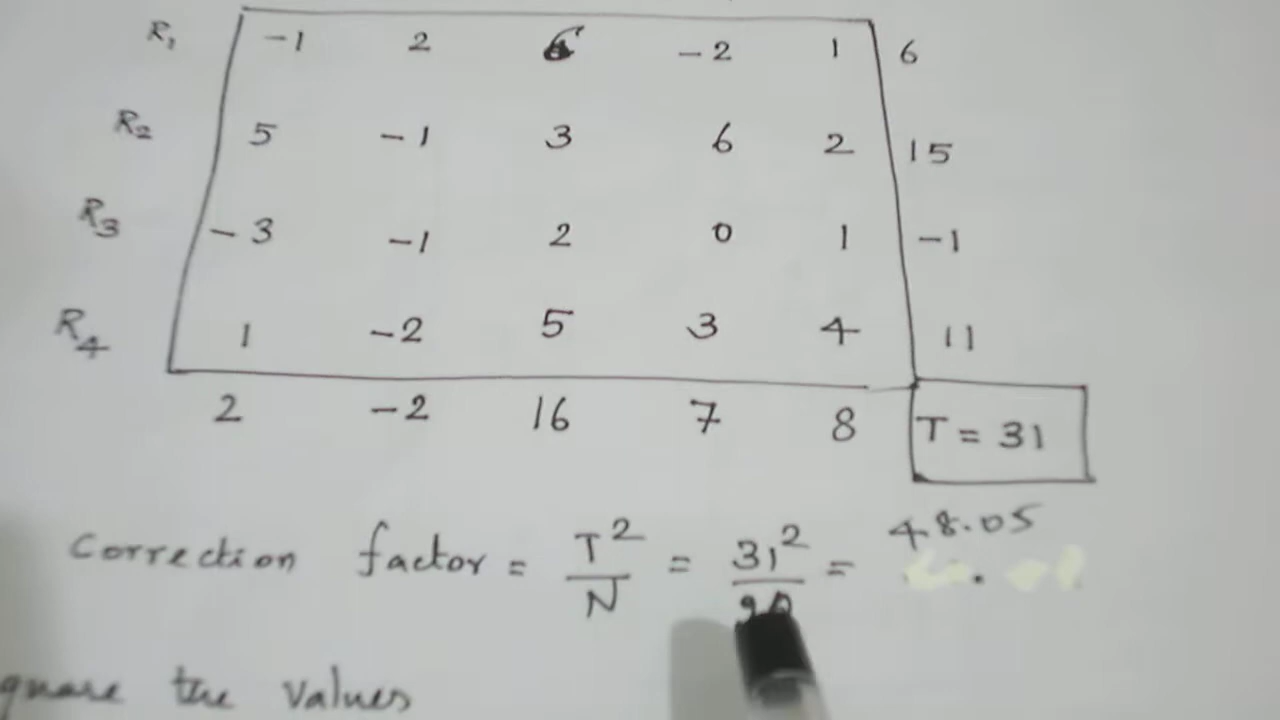 R1 -1 2 6 -2 1 6
R2 5 -1 3 6 2 15
R3 -3 -1 2 0 1 -1
R4 1 -2 5 3 4 11
2 -2 16 7 8 T = 31
Correction factor = T²/N = 31²/20 = 48.05
quare the values